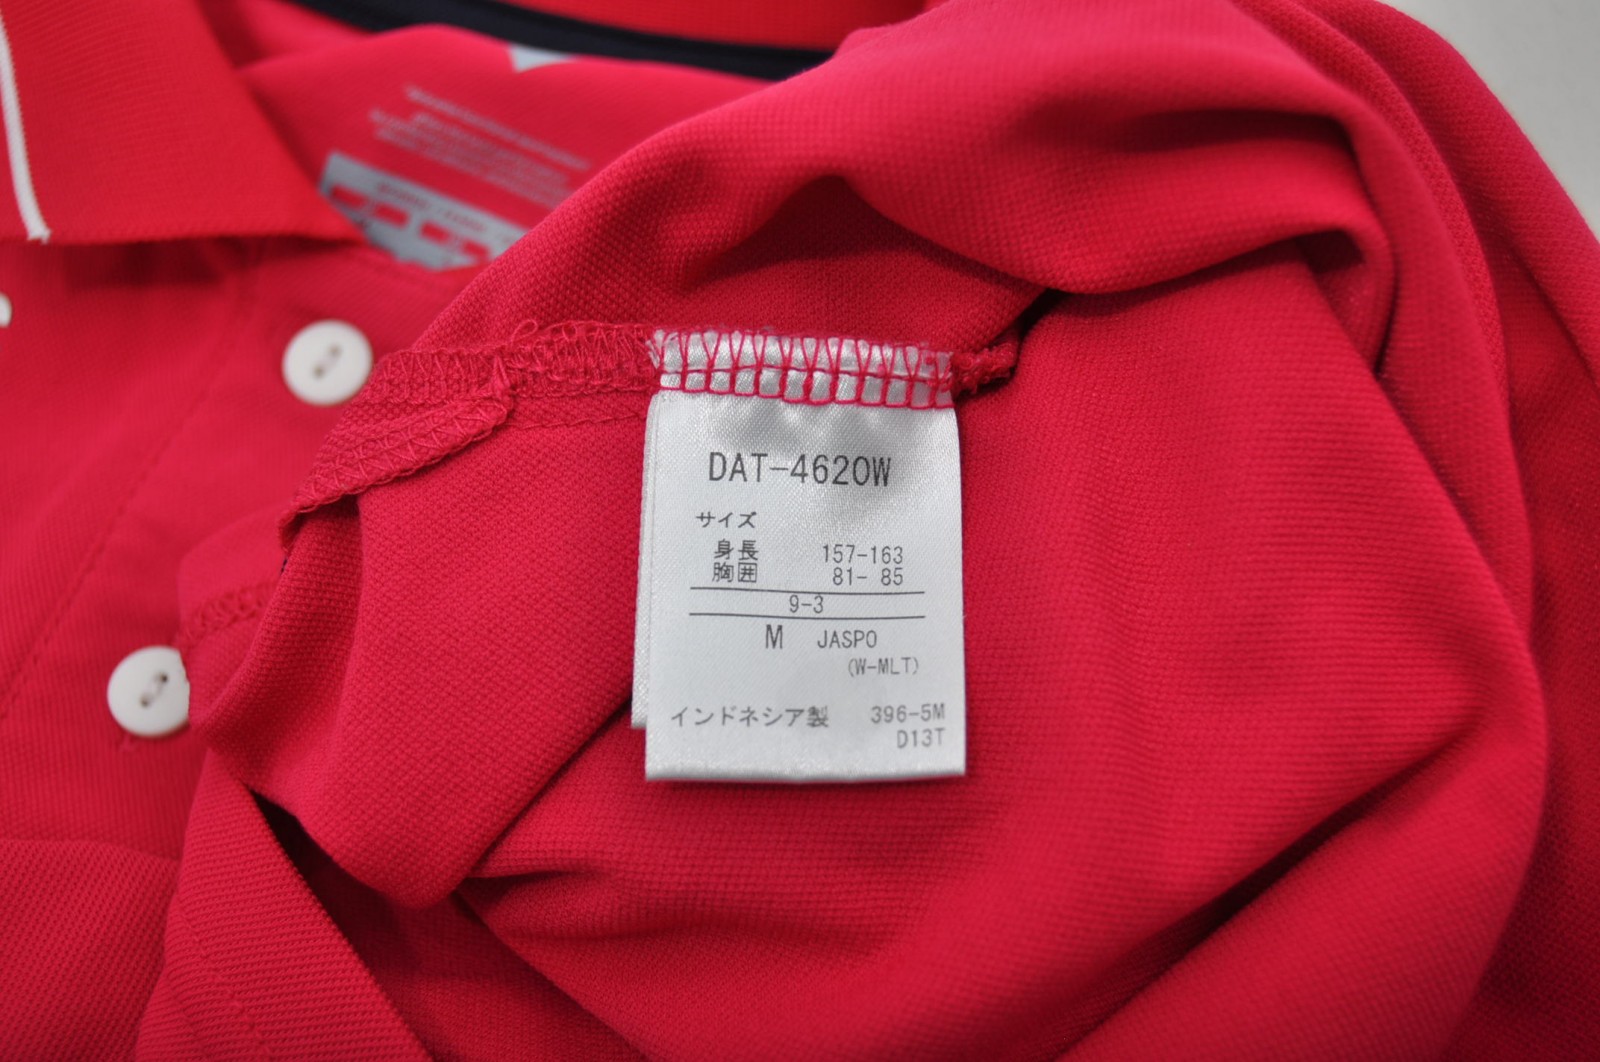 DAT-4620W
サイズ
身長 157-163
胸囲 81- 85
9-3
M JASPO
(W-MLT)
インドネシア製 396-5M
D13T